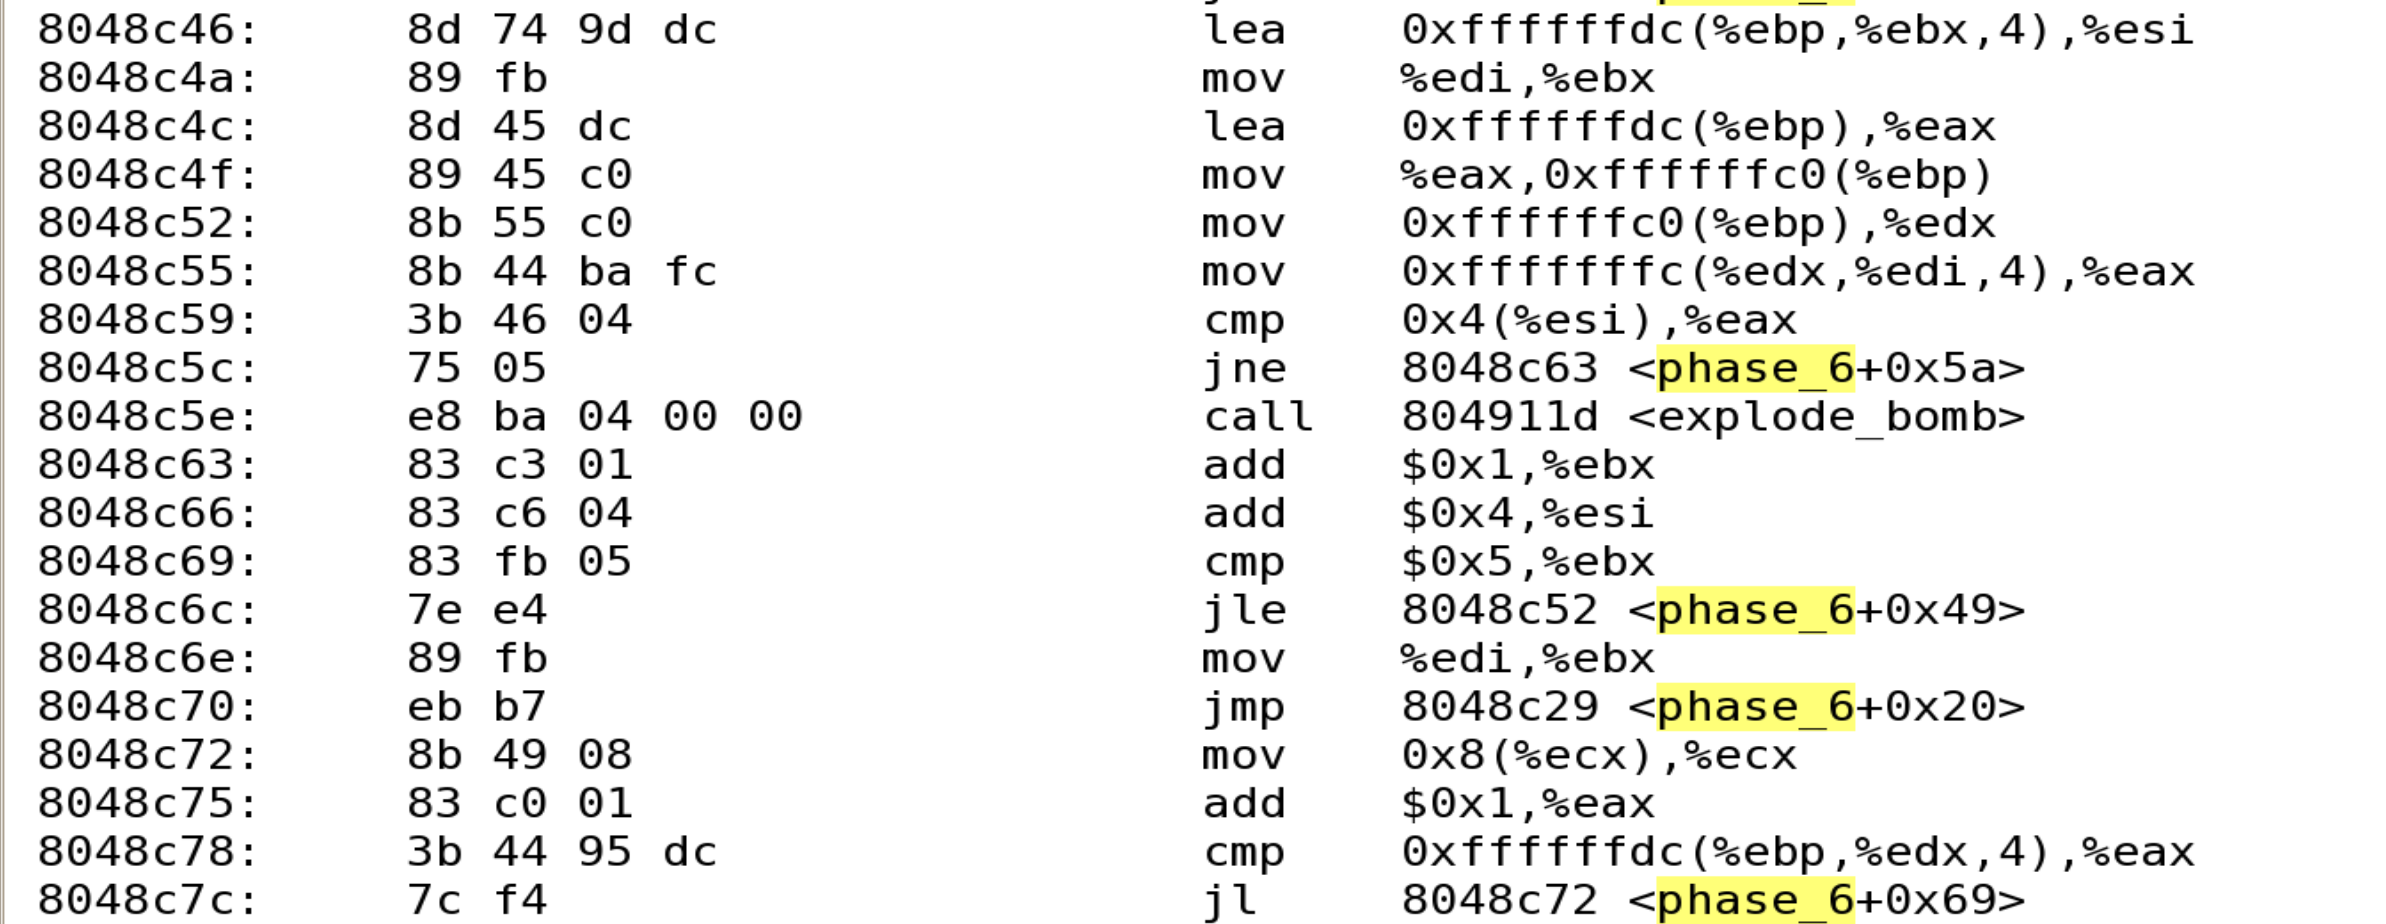 8048c46: 8d 74 9d dc lea 0xffffffdc(%ebp,%ebx,4),%esi
8048c4a: 89 fb mov %edi,%ebx
8048c4c: 8d 45 dc lea 0xffffffdc(%ebp),%eax
8048c4f: 89 45 c0 mov %eax,0xffffffc0(%ebp)
8048c52: 8b 55 c0 mov 0xffffffc0(%ebp),%edx
8048c55: 8b 44 ba fc mov 0xfffffffc(%edx,%edi,4),%eax
8048c59: 3b 46 04 cmp 0x4(%esi),%eax
8048c5c: 75 05 jne 8048c63 <phase_6+0x5a>
8048c5e: e8 ba 04 00 00 call 804911d <explode_bomb>
8048c63: 83 c3 01 add $0x1,%ebx
8048c66: 83 c6 04 add $0x4,%esi
8048c69: 83 fb 05 cmp $0x5,%ebx
8048c6c: 7e e4 jle 8048c52 <phase_6+0x49>
8048c6e: 89 fb mov %edi,%ebx
8048c70: eb b7 jmp 8048c29 <phase_6+0x20>
8048c72: 8b 49 08 mov 0x8(%ecx),%ecx
8048c75: 83 c0 01 add $0x1,%eax
8048c78: 3b 44 95 dc cmp 0xffffffdc(%ebp,%edx,4),%eax
8048c7c: 7c f4 jl 8048c72 <phase_6+0x69>